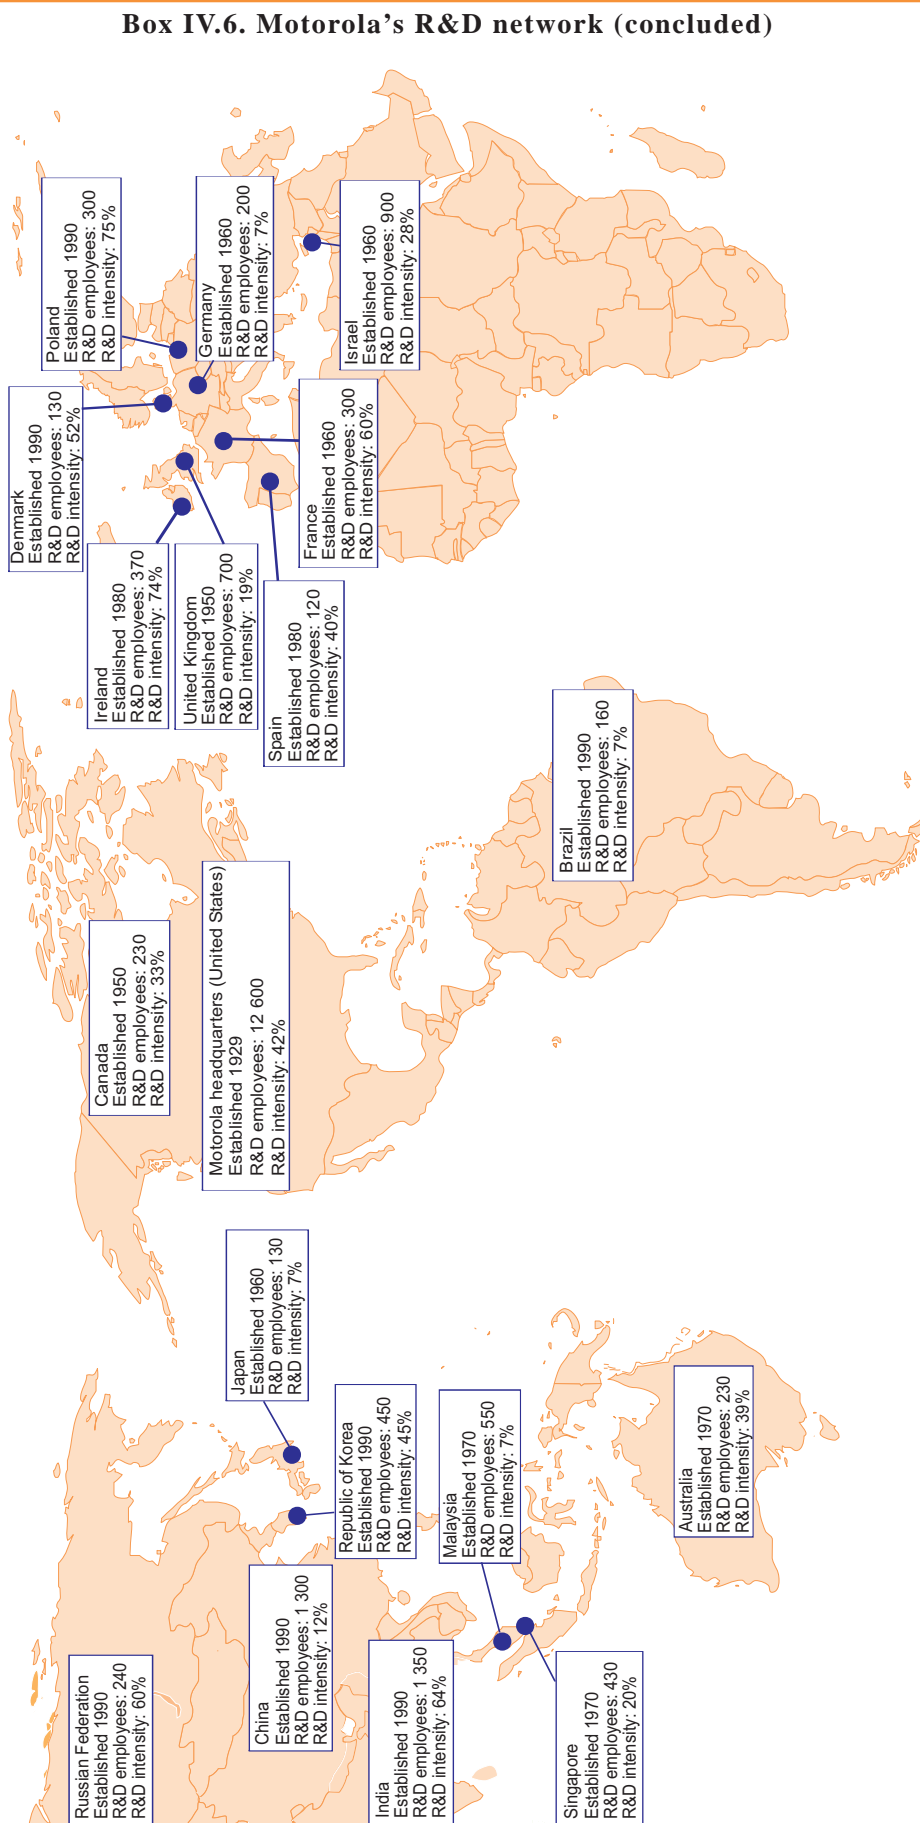 Box IV.6. Motorola's R&D network (concluded)
Poland
Established 1990
R&D employees: 300
R&D intensity: 75%
Germany
Established 1960
R&D employees: 200
R&D intensity: 7%
Israel
Established 1960
R&D employees: 900
R&D intensity: 28%
Denmark
Established 1990
R&D employees: 130
R&D intensity: 52%
France
Established 1960
R&D employees: 300
R&D intensity: 60%
Ireland
Established 1980
R&D employees: 370
R&D intensity: 74%
United Kingdom
Established 1950
R&D employees: 700
R&D intensity: 19%
Spain
Established 1980
R&D employees: 120
R&D intensity: 40%
Brazil
Established 1990
R&D employees: 160
R&D intensity: 7%
Canada
Established 1950
R&D employees: 230
R&D intensity: 33%
Motorola headquarters (United States)
Established 1929
R&D employees: 12 600
R&D intensity: 42%
Japan
Established 1960
R&D employees: 130
R&D intensity: 7%
Republic of Korea
Established 1990
R&D employees: 450
R&D intensity: 45%
Malaysia
Established 1970
R&D employees: 550
R&D intensity: 7%
Australia
Established 1970
R&D employees: 230
R&D intensity: 39%
China
Established 1990
R&D employees: 1 300
R&D intensity: 12%
Russian Federation
Established 1990
R&D employees: 240
R&D intensity: 60%
India
Established 1990
R&D employees: 1 350
R&D intensity: 64%
Singapore
Established 1970
R&D employees: 430
R&D intensity: 20%